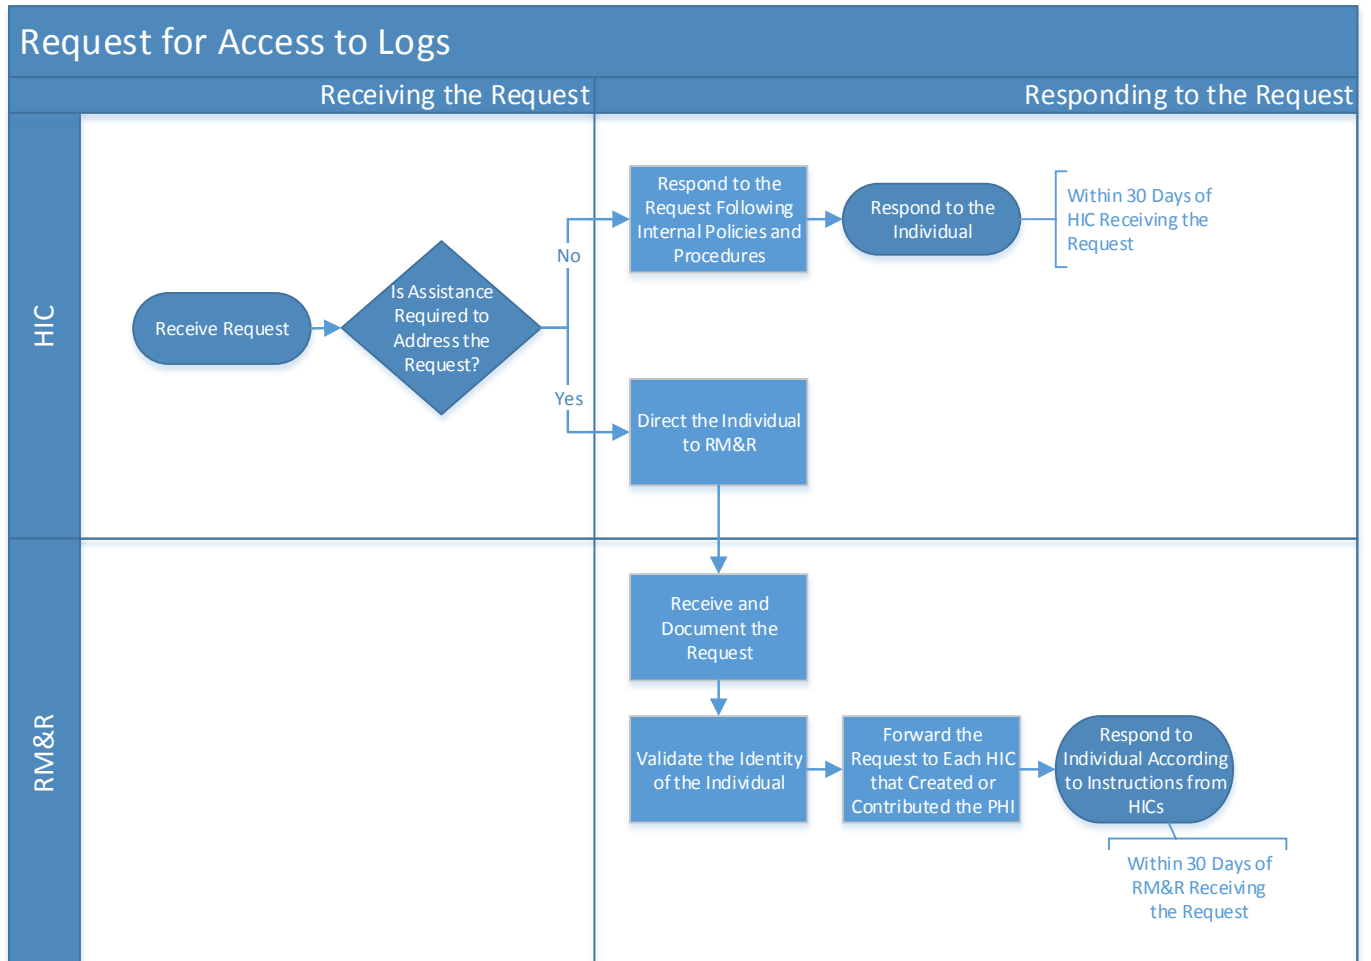 Request for Access to Logs
Receiving the Request
Responding to the Request
HIC
Receive Request
Is Assistance
Required to
Address the
Request?
No
Yes
Respond to the
Request Following
Internal Policies and
Procedures
Respond to the
Individual
Within 30 Days of
HIC Receiving the
Request
Direct the Individual
to RM&R
RM&R
Receive and
Document the
Request
Validate the Identity
of the Individual
Forward the
Request to Each HIC
that Created or
Contributed the PHI
Respond to
Individual According
to Instructions from
HICs
Within 30 Days of
RM&R Receiving
the Request